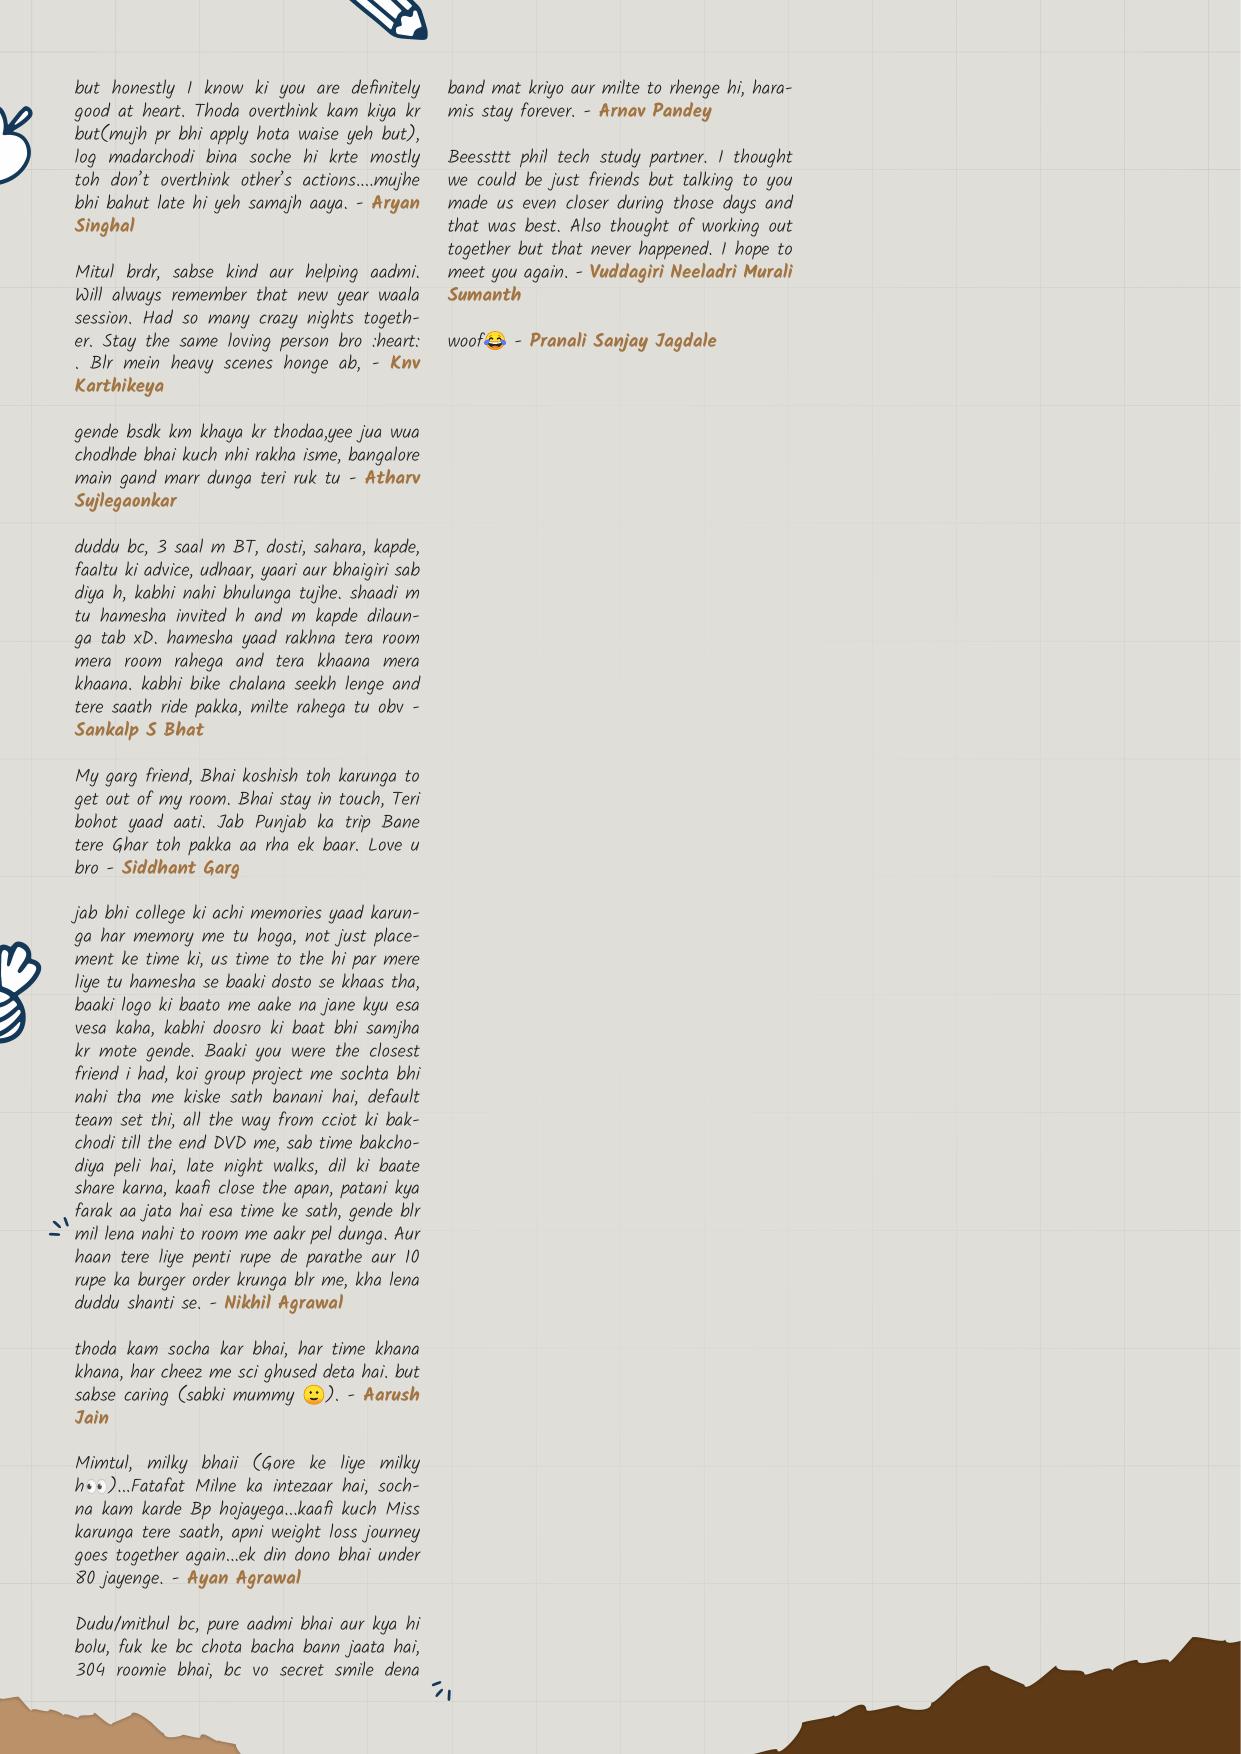 but honestly I know ki you are definitely
good at heart. Thoda overthink kam kiya kr
but(mujh pr bhi apply hota waise yeh but),
log madarchodi bina soche hi krte mostly
toh don't overthink other's actions....mujhe
bhi bahut late hi yeh samajh aaya. - Aryan
Singhal
Mitul brdr, sabse kind aur helping aadmi.
Will always remember that new year waala
session. Had so many crazy nights togeth-
er. Stay the same loving person bro :heart:
. Blr mein heavy scenes honge ab, - Knv
Karthikeya
gende bsdk km khaya kr thodaa,yee jua wua
chodhde bhai kuch nhi rakha isme, bangalore
main gand marr dunga teri ruk tu - Atharv
Sujlegaonkar
duddu bc, 3 saal m BT, dosti, sahara, kapde,
faaltu ki advice, udhaar, yaari aur bhaigiri sab
diya h, kabhi nahi bhulunga tujhe. shaadi m
tu hamesha invited h and m kapde dilaun-
ga tab xD. hamesha yaad rakhna tera room
mera room rahega and tera khaana mera
khaana. kabhi bike chalana seekh lenge and
tere saath ride pakka, milte rahega tu obv -
Sankalp S Bhat
My garg friend, Bhai koshish toh karunga to
get out of my room. Bhai stay in touch, Teri
bohot yaad aati. Jab Punjab ka trip Bane
tere Ghar toh pakka aa rha ek baar. Love u
bro - Siddhant Garg
jab bhi college ki achi memories yaad karun-
ga har memory me tu hoga, not just place-
ment ke time ki, us time to the hi par mere
liye tu hamesha se baaki dosto se khaas tha,
baaki logo ki baato me aake na jane kyu esa
vesa kaha, kabhi doosro ki baat bhi samjha
kr mote gende. Baaki you were the closest
friend i had, koi group project me sochta bhi
nahi tha me kiske sath banani hai, default
team set thi, all the way from cciot ki bak-
chodi till the end DVD me, sab time bakcho-
diya peli hai, late night walks, dil ki baate
share karna, kaafi close the apan, patani kya
farak aa jata hai esa time ke sath, gende blr
mil lena nahi to room me aakr pel dunga. Aur
haan tere liye penti rupe de parathe aur 10
rupe ka burger order krunga blr me, kha lena
duddu shanti se. - Nikhil Agrawal
thoda kam socha kar bhai, har time khana
khana, har cheez me sci ghused deta hai. but
sabse caring (sabki mummy 🙂). - Aarush
Jain
Mimtul, milky bhaii (Gore ke liye milky
h👀)...Fatafat Milne ka intezaar hai, soch-
na kam karde Bp hojayega...kaafi kuch Miss
karunga tere saath, apni weight loss journey
goes together again...ek din dono bhai under
80 jayenge. - Ayan Agrawal
Dudu/mithul bc, pure aadmi bhai aur kya hi
bolu, fuk ke bc chota bacha bann jaata hai,
304 roomie bhai, bc vo secret smile dena
band mat kriyo aur milte to rhenge hi, hara-
mis stay forever. - Arnav Pandey
Beessttt phil tech study partner. I thought
we could be just friends but talking to you
made us even closer during those days and
that was best. Also thought of working out
together but that never happened. I hope to
meet you again. - Vuddagiri Neeladri Murali
Sumanth
woof😂 - Pranali Sanjay Jagdale